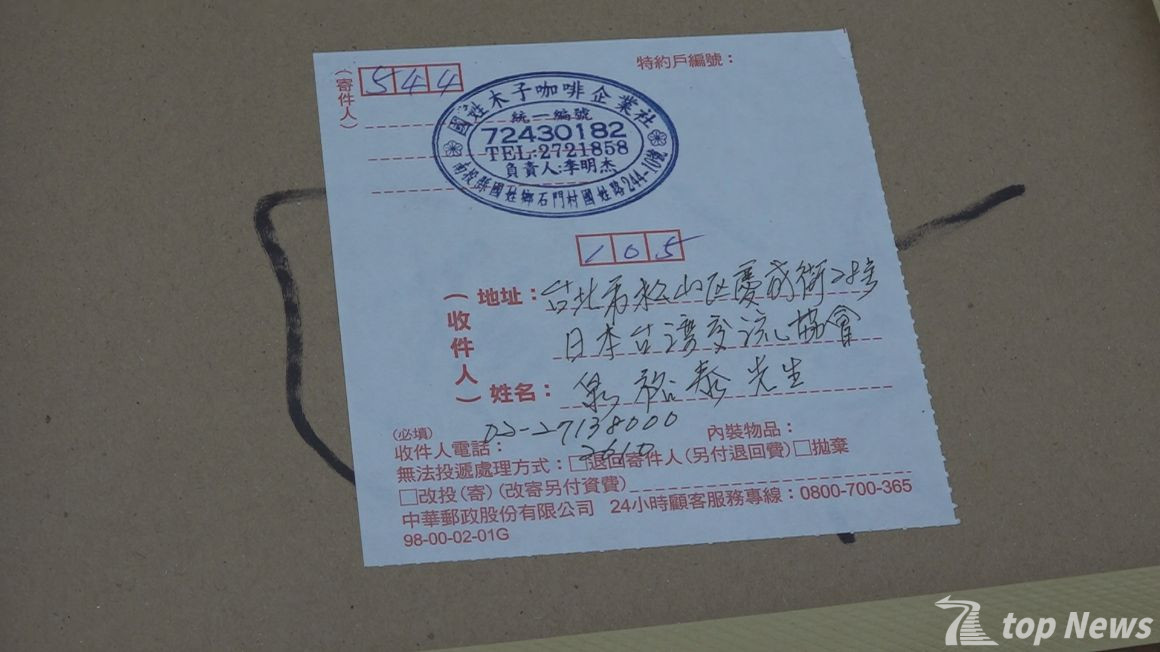 特約戶編號：
(寄件人)
544
國姓木子咖啡企業社
統一編號
72430182
TEL:2721858
負責人:李明杰
南投縣國姓鄉石門村國姓路244-10號
105
(收件人)
地址：台北市松山区慶城街28号
日本台灣交流協會
姓名：泉裕泰先生
(必填)
收件人電話：02-27138000
2610
內裝物品：
無法投遞處理方式：□退回寄件人(另付退回費)□拋棄
□改投(寄)(改寄另付資費)
中華郵政股份有限公司 24小時顧客服務專線：0800-700-365
98-00-02-01G
top News